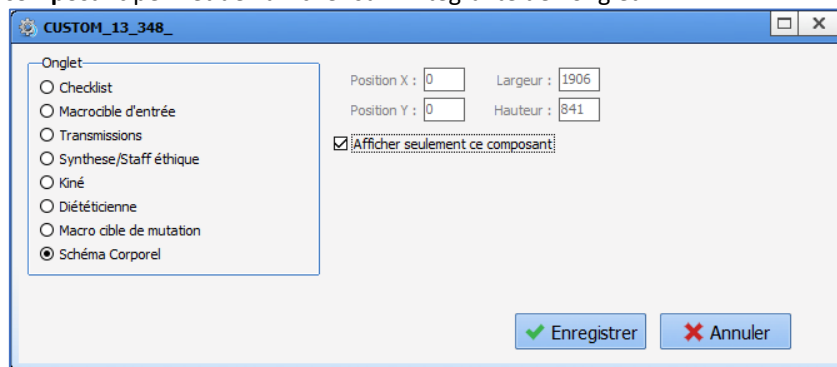 CUSTOM_13_348_
Onglet
Checklist
Macrocible d'entrée
Transmissions
Synthese/Staff éthique
Kiné
Diététicienne
Macro cible de mutation
Schéma Corporel
Position X : 0 Largeur : 1906
Position Y : 0 Hauteur : 841
Afficher seulement ce composant
Enregistrer Annuler